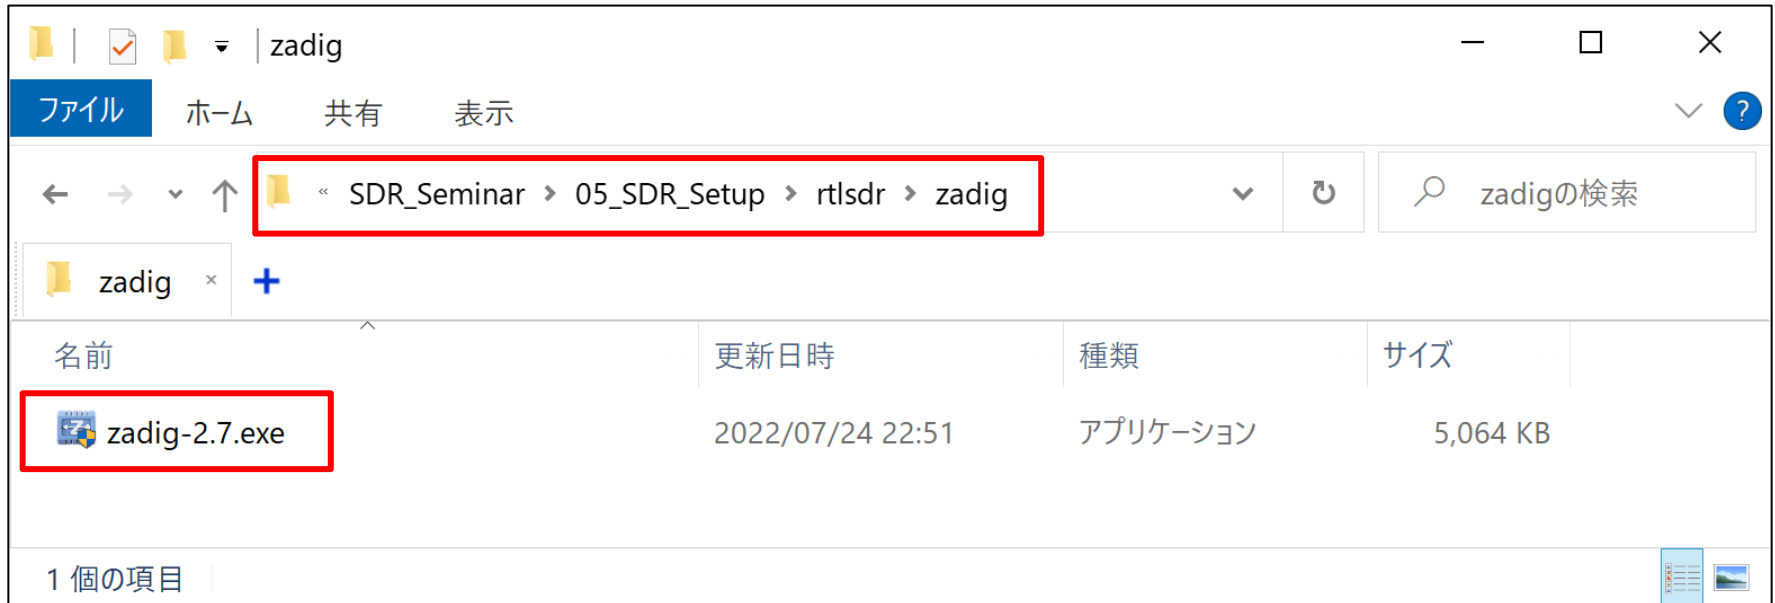 zadig
ファイル ホーム 共有 表示 ?
« SDR_Seminar > 05_SDR_Setup > rtlsdr > zadig zadigの検索
zadig × +
名前 更新日時 種類 サイズ
zadig-2.7.exe 2022/07/24 22:51 アプリケーション 5,064 KB
1 個の項目